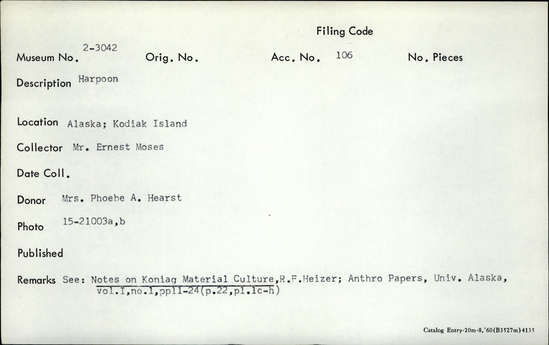 Filing Code
Museum No. 2-3042 Orig. No. Acc. No. 106 No. Pieces
Description Harpoon
Location Alaska; Kodiak Island
Collector Mr. Ernest Moses
Date Coll.
Donor Mrs. Phoebe A. Hearst
Photo 15-21003a,b
Published
Remarks See: Notes on Koniag Material Culture,R.F.Heizer; Anthro Papers, Univ. Alaska,
vol.I,no.1,pp11-24(p.22,pl.1c-h)
Catalog Entry-20m-8,'60(B3527m)4135